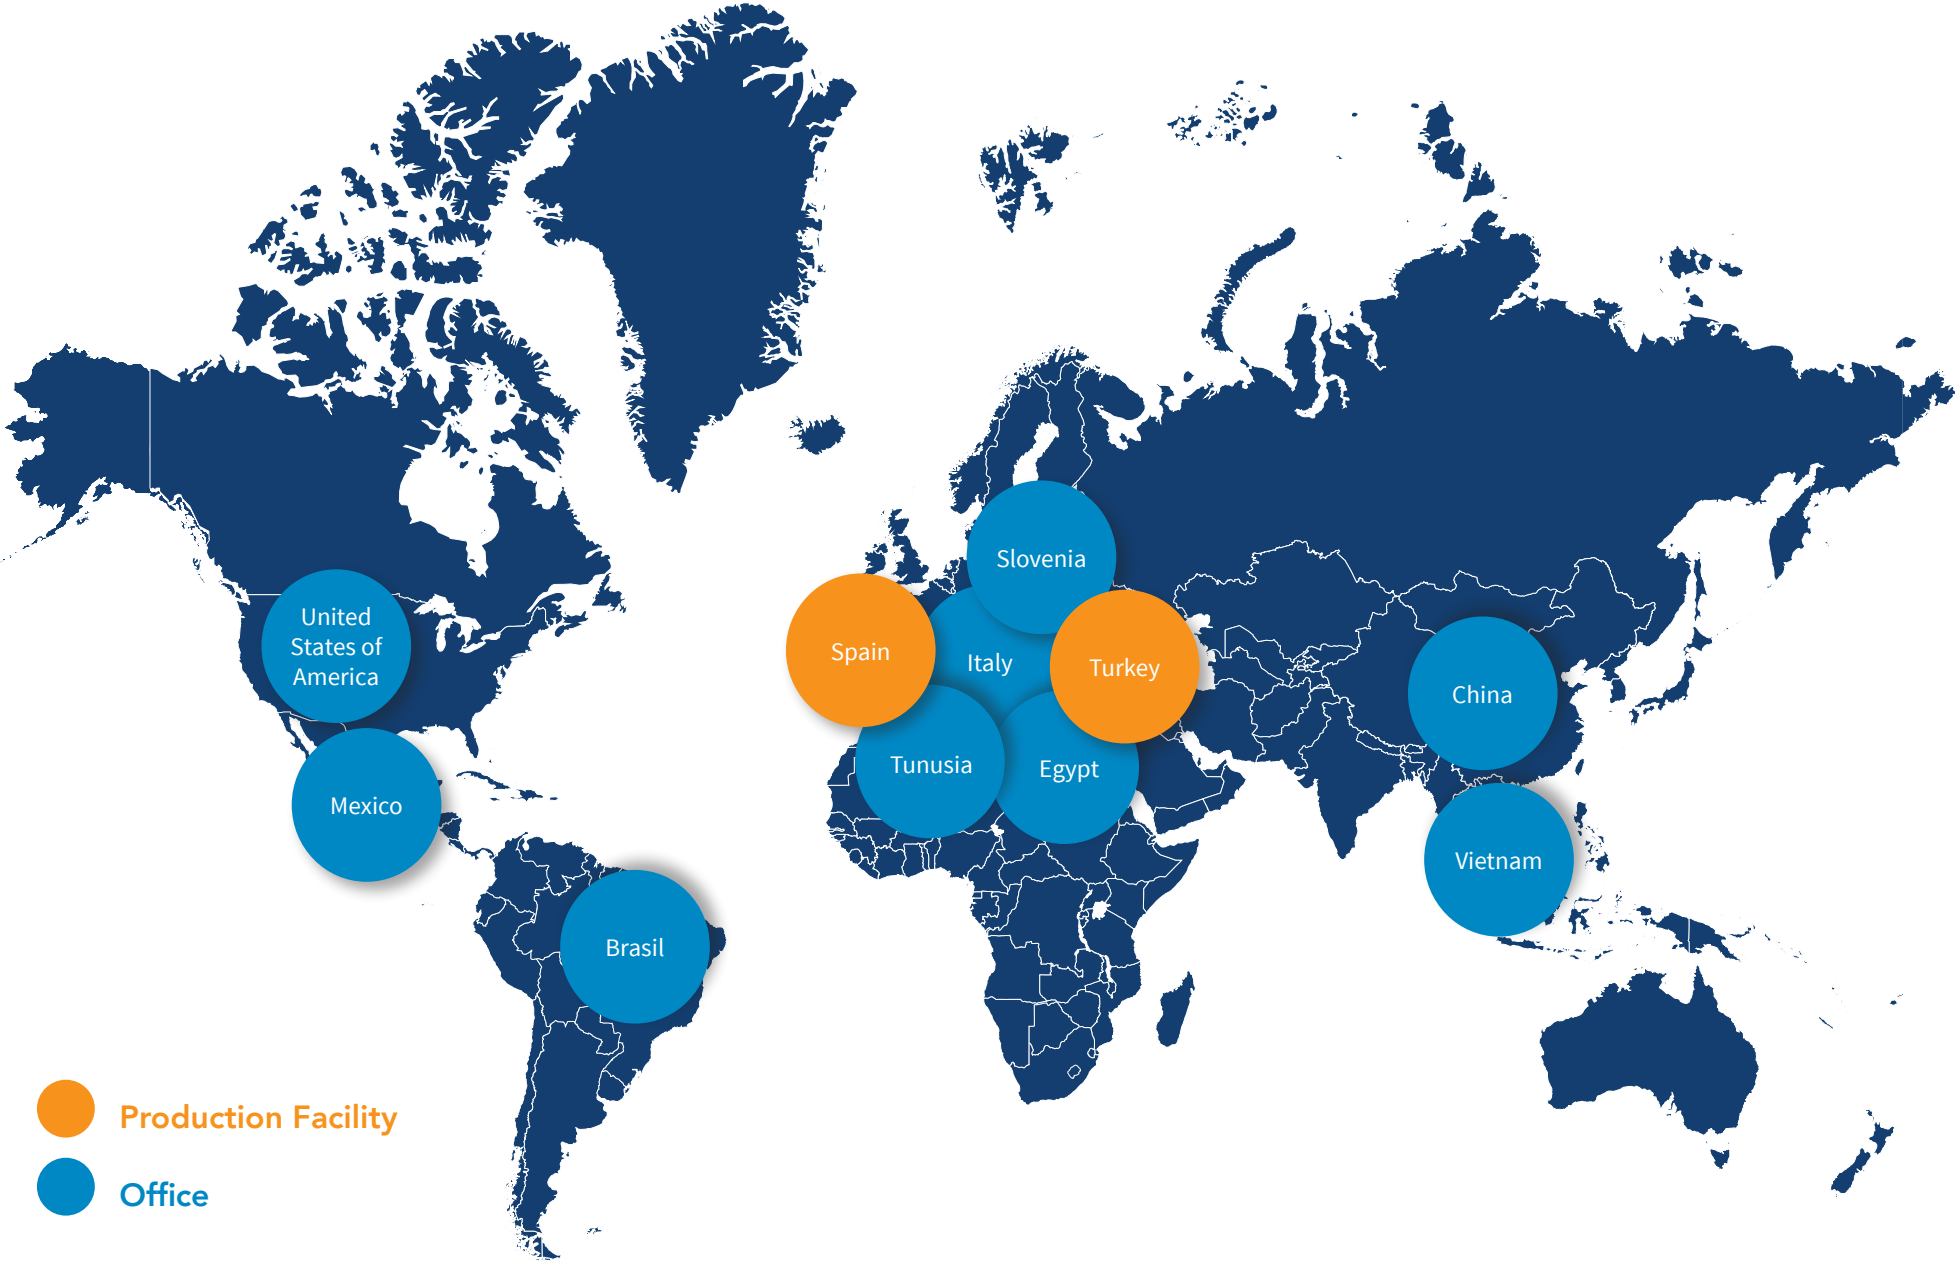 Slovenia
United
States of
America
Spain
Italy
Turkey
China
Tunusia
Egypt
Mexico
Vietnam
Brasil
Production Facility
Office